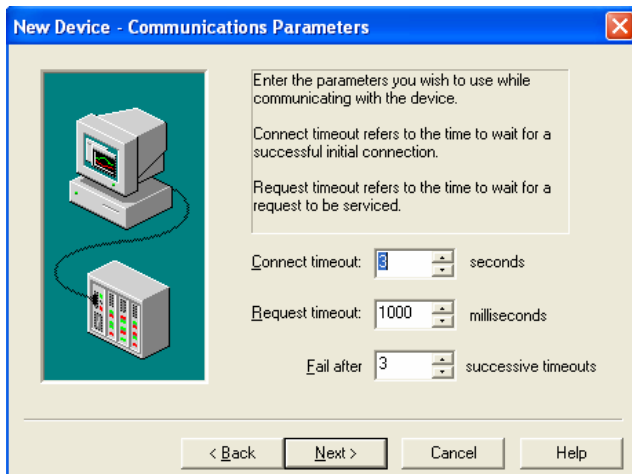 New Device - Communications Parameters
Enter the parameters you wish to use while
communicating with the device.
Connect timeout refers to the time to wait for a
successful initial connection.
Request timeout refers to the time to wait for a
request to be serviced.
Connect timeout: 3 seconds
Request timeout: 1000 milliseconds
Fail after 3 successive timeouts
< Back Next > Cancel Help